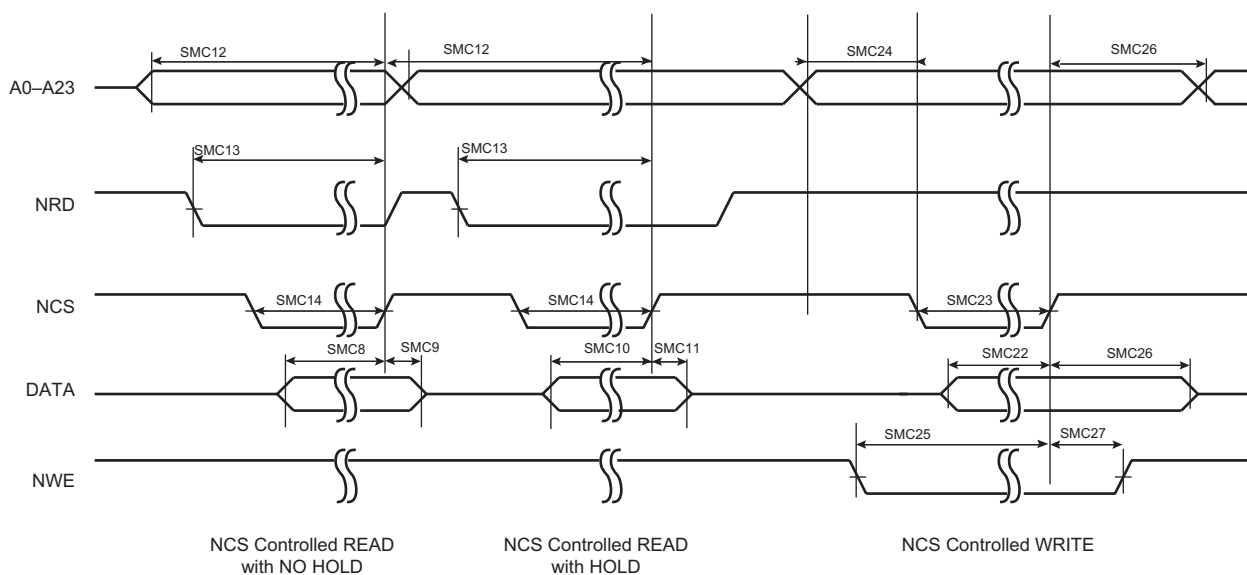 SMC12
SMC12
SMC24
SMC26
A0–A23
SMC13
SMC13
NRD
NCS
SMC14
SMC14
SMC23
SMC8
SMC9
SMC10
SMC11
SMC22
SMC26
DATA
SMC25
SMC27
NWE
NCS Controlled READ
with NO HOLD
NCS Controlled READ
with HOLD
NCS Controlled WRITE